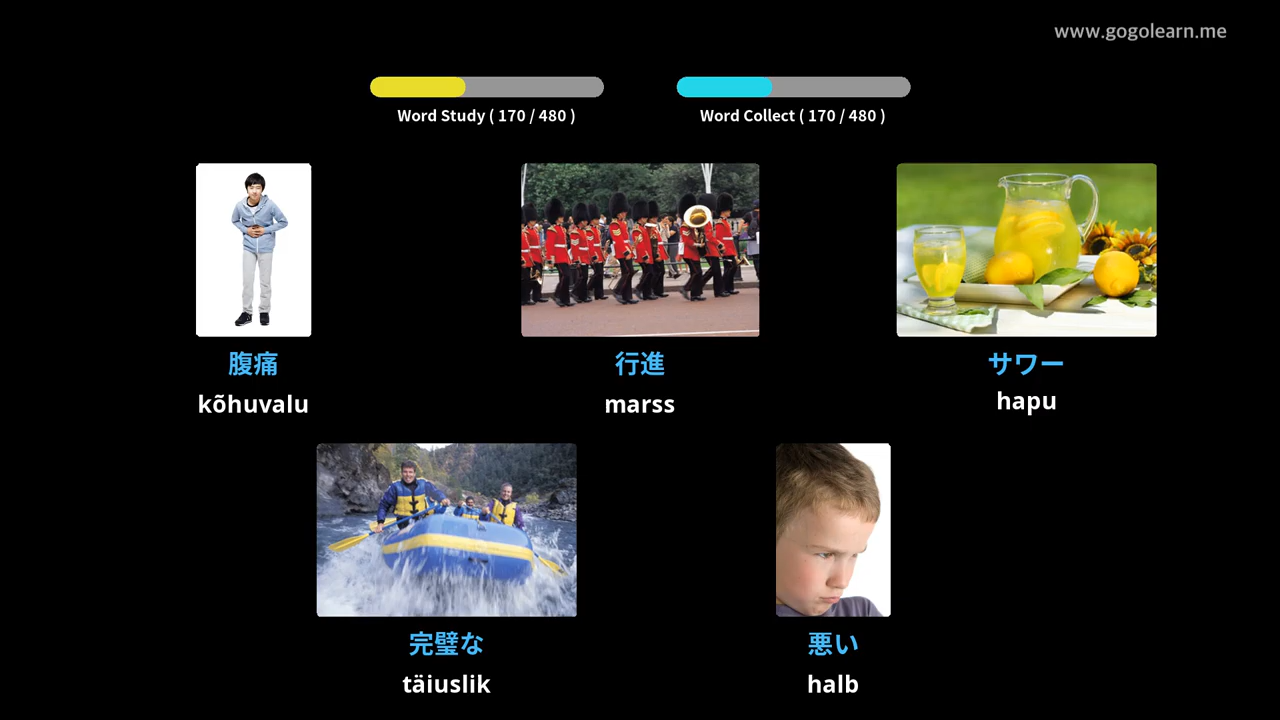 www.gogolearn.me
Word Study ( 170 / 480 )
Word Collect ( 170 / 480 )
腹痛
kõhuvalu
行進
marss
サワー
hapu
完璧な
täiuslik
悪い
halb